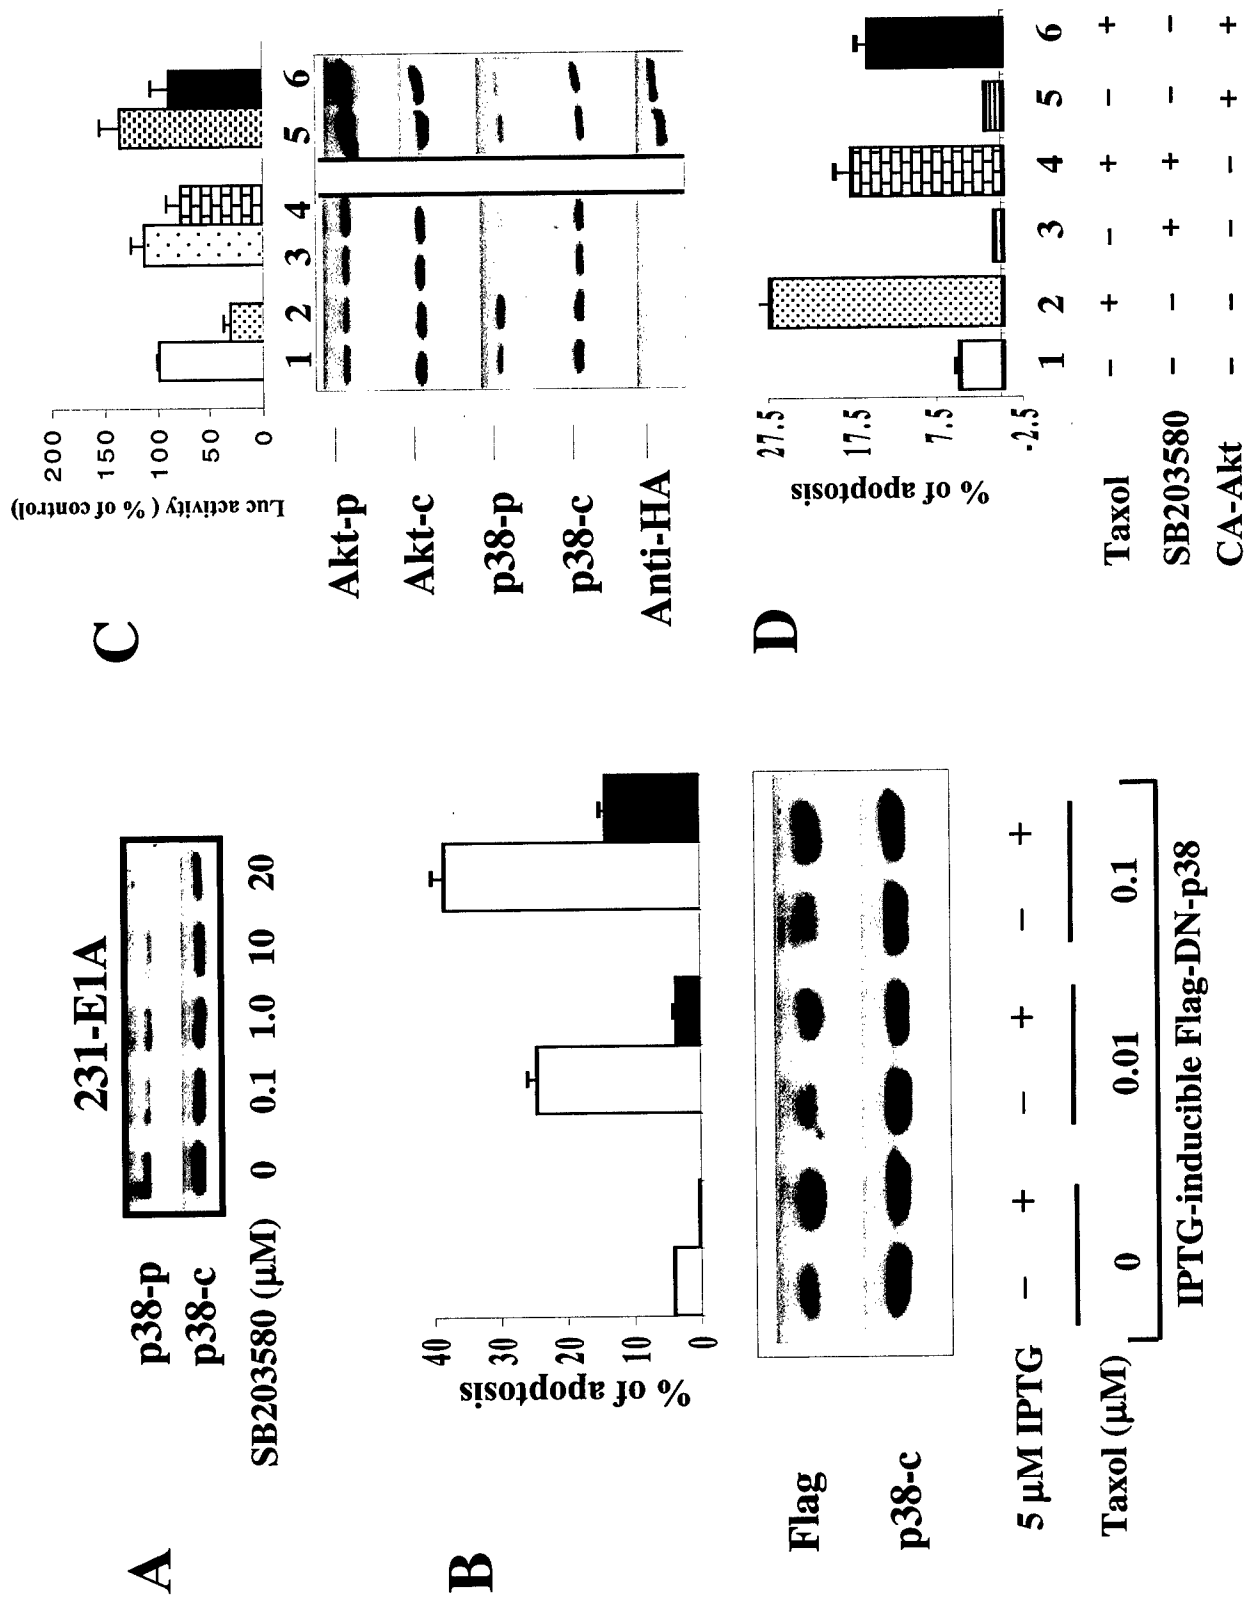 A
231-E1A
p38-p
p38-c
SB203580 (µM) 0 0.1 1.0 10 20
B
% of apoptosis
40
30
20
10
0
Flag
p38-c
5 µM IPTG − + − + − +
Taxol (µM) 0 0.01 0.1
IPTG-inducible Flag-DN-p38
C
Luc activity ( % of control)
200
150
100
50
0
1 2 3 4 5 6
Akt-p
Akt-c
p38-p
p38-c
Anti-HA
D
% of apoptosis
27.5
17.5
7.5
-2.5
1 2 3 4 5 6
Taxol − + − + − +
SB203580 − − + + − −
CA-Akt − − − − + +